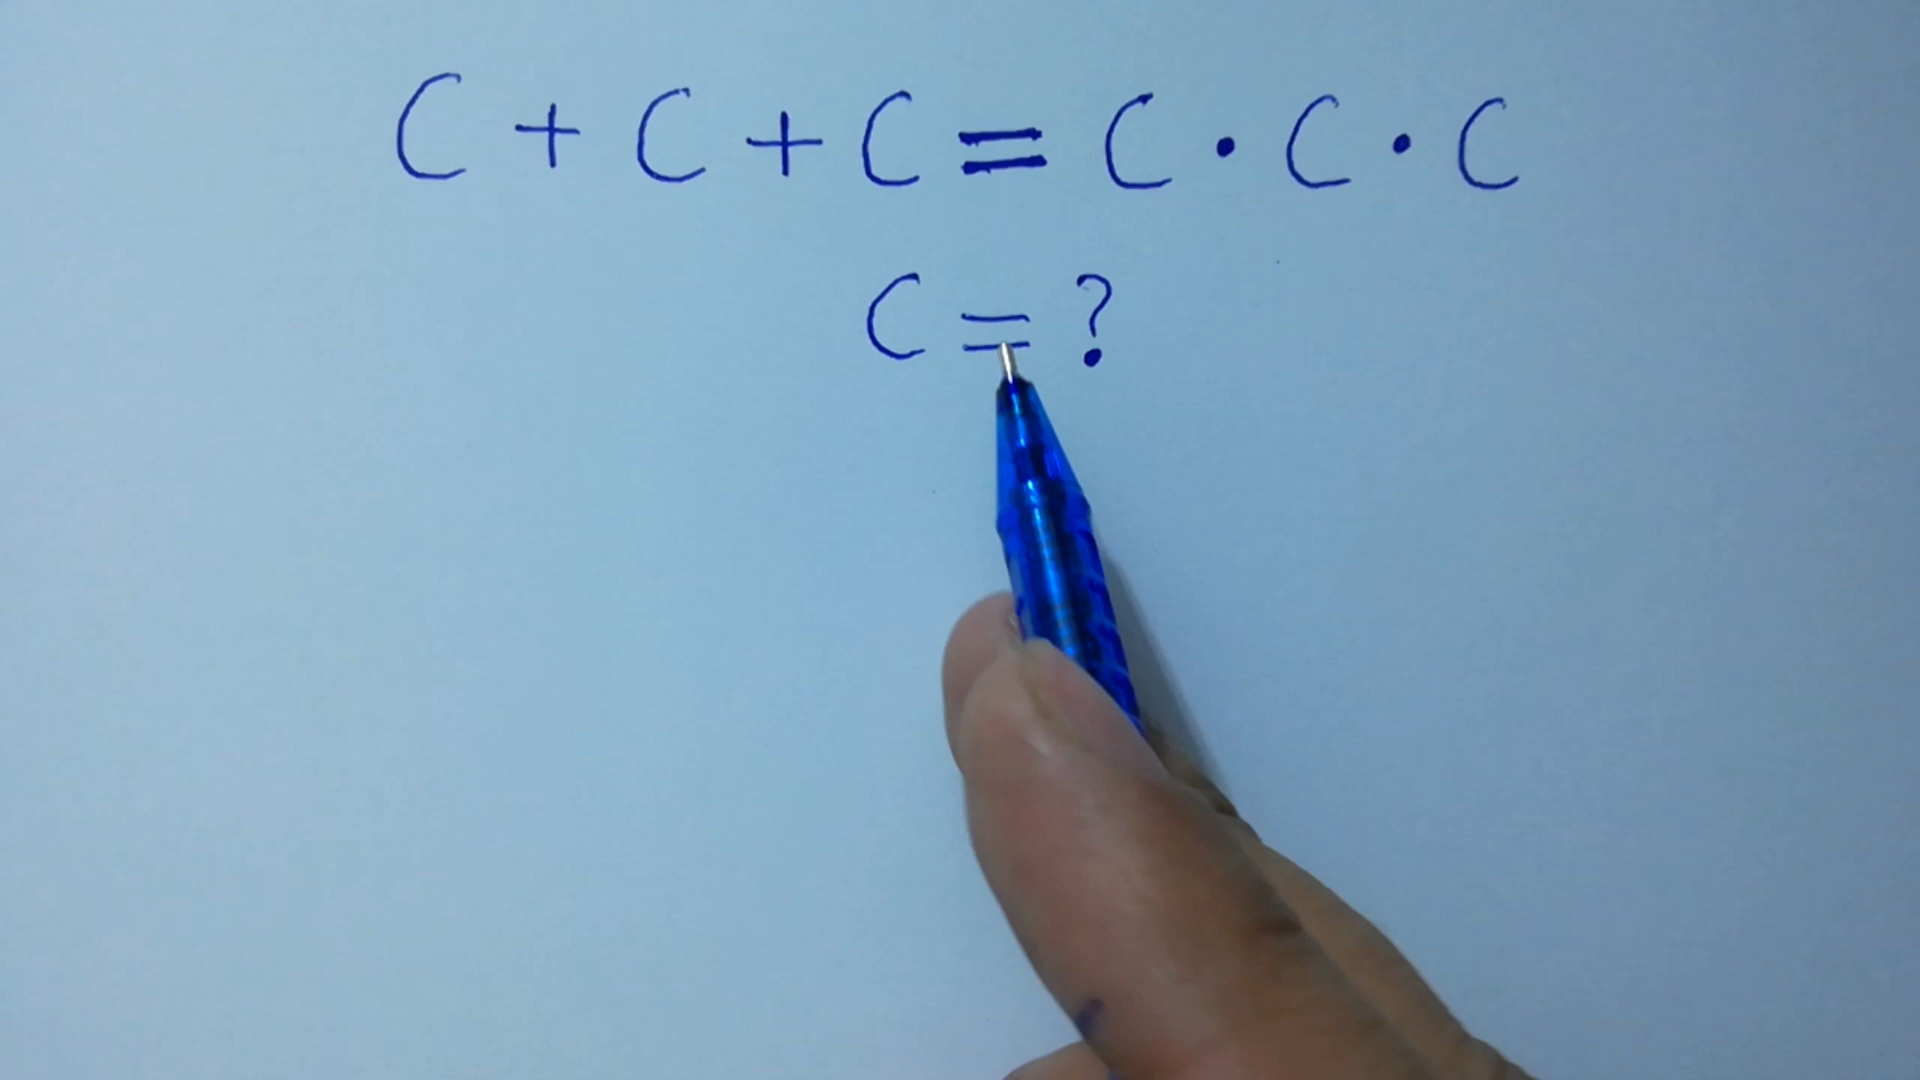 C + C + C = C · C · C
C = ?